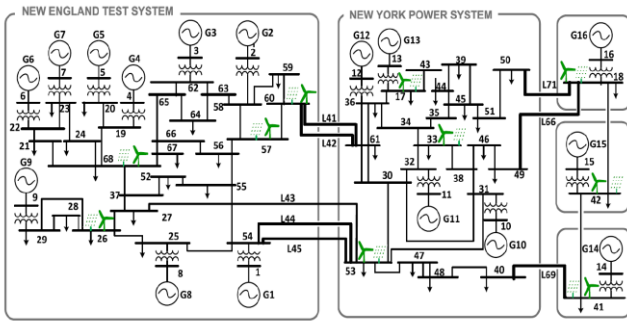 NEW ENGLAND TEST SYSTEM
NEW YORK POWER SYSTEM
G6 G7 G5 G4 G3 G2 59
G12 G13 43 39 50
G16
6 7 5 4 3 2 60
12 13 17 44 45 51
L71 16 18
22 23 20 62 63 58
36 35 34
L66
21 24 19 65 64
L41
61 33 46 49
68 66 67 56 57
L42
32 38
G15
G9 52 55
30 11 31
15
9 28 37 27
L43
G11 10
42
29 26
L44
G10
25 54
L45
53 47
G14
8 1
48 40
L69 14
G8 G1
41